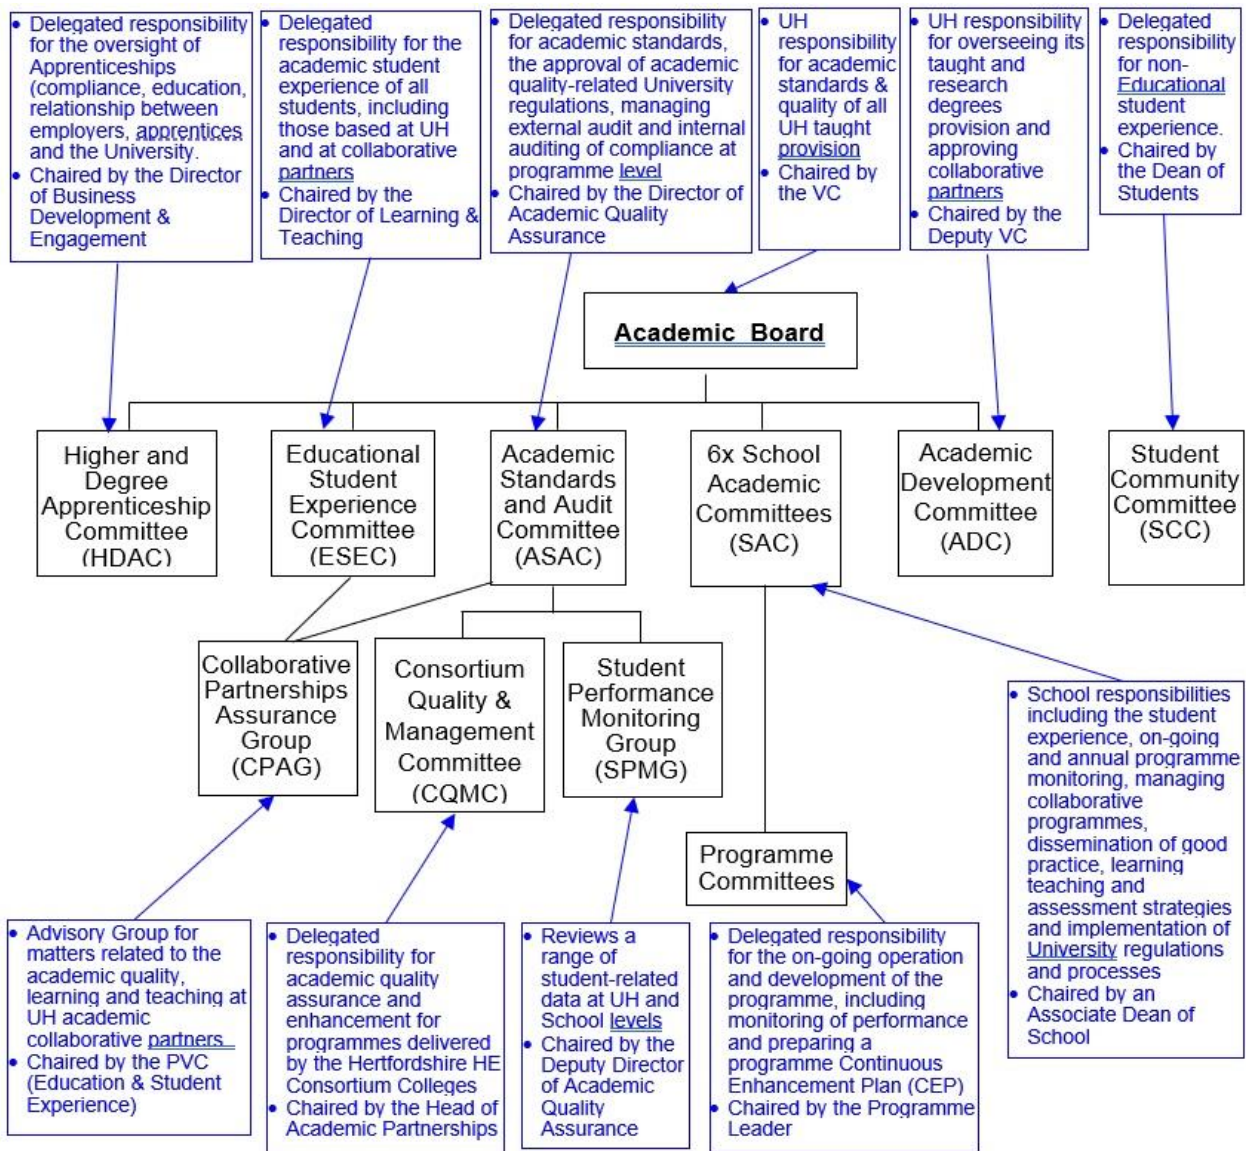 • Delegated responsibility
for the oversight of
Apprenticeships
(compliance, education,
relationship between
employers, apprentices
and the University.
• Chaired by the Director
of Business
Development &
Engagement
• Delegated
responsibility for the
academic student
experience of all
students, including
those based at UH
and at collaborative
partners
• Chaired by the
Director of Learning &
Teaching
• Delegated responsibility
for academic standards,
the approval of academic
quality-related University
regulations, managing
external audit and internal
auditing of compliance at
programme level
• Chaired by the Director of
Academic Quality
Assurance
• UH
responsibility
for academic
standards &
quality of all
UH taught
provision
• Chaired by
the VC
• UH responsibility
for overseeing its
taught and
research
degrees
provision and
approving
collaborative
partners
• Chaired by the
Deputy VC
• Delegated
responsibility
for non-
Educational
student
experience.
• Chaired by
the Dean of
Students
Academic Board
Higher and
Degree
Apprenticeship
Committee
(HDAC)
Educational
Student
Experience
Committee
(ESEC)
Academic
Standards
and Audit
Committee
(ASAC)
6x School
Academic
Committees
(SAC)
Academic
Development
Committee
(ADC)
Student
Community
Committee
(SCC)
Collaborative
Partnerships
Assurance
Group
(CPAG)
Consortium
Quality &
Management
Committee
(CQMC)
Student
Performance
Monitoring
Group
(SPMG)
Programme
Committees
• School responsibilities
including the student
experience, on-going
and annual programme
monitoring, managing
collaborative
programmes,
dissemination of good
practice, learning
teaching and
assessment strategies
and implementation of
University regulations
and processes
• Chaired by an
Associate Dean of
School
• Advisory Group for
matters related to the
academic quality,
learning and teaching at
UH academic
collaborative partners
• Chaired by the PVC
(Education & Student
Experience)
• Delegated
responsibility for
academic quality
assurance and
enhancement for
programmes delivered
by the Hertfordshire HE
Consortium Colleges
• Chaired by the Head of
Academic Partnerships
• Reviews a
range of
student-related
data at UH and
School levels
• Chaired by the
Deputy Director
of Academic
Quality
Assurance
• Delegated responsibility
for the on-going operation
and development of the
programme, including
monitoring of performance
and preparing a
programme Continuous
Enhancement Plan (CEP)
• Chaired by the Programme
Leader